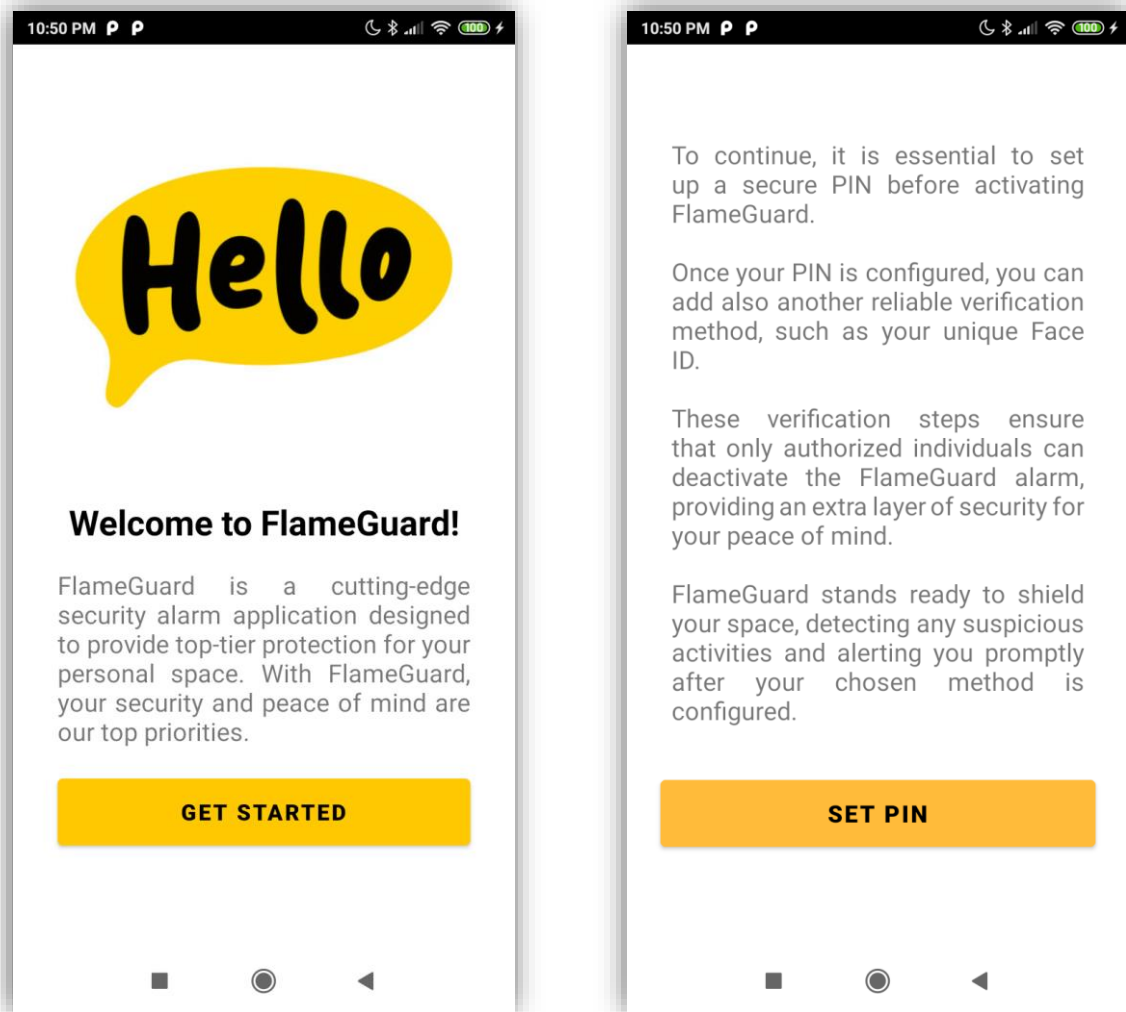 10:50 PM
100
Hello
Welcome to FlameGuard!
FlameGuard is a cutting-edge
security alarm application designed
to provide top-tier protection for your
personal space. With FlameGuard,
your security and peace of mind are
our top priorities.
GET STARTED
10:50 PM
100
To continue, it is essential to set
up a secure PIN before activating
FlameGuard.
Once your PIN is configured, you can
add also another reliable verification
method, such as your unique Face
ID.
These verification steps ensure
that only authorized individuals can
deactivate the FlameGuard alarm,
providing an extra layer of security for
your peace of mind.
FlameGuard stands ready to shield
your space, detecting any suspicious
activities and alerting you promptly
after your chosen method is
configured.
SET PIN